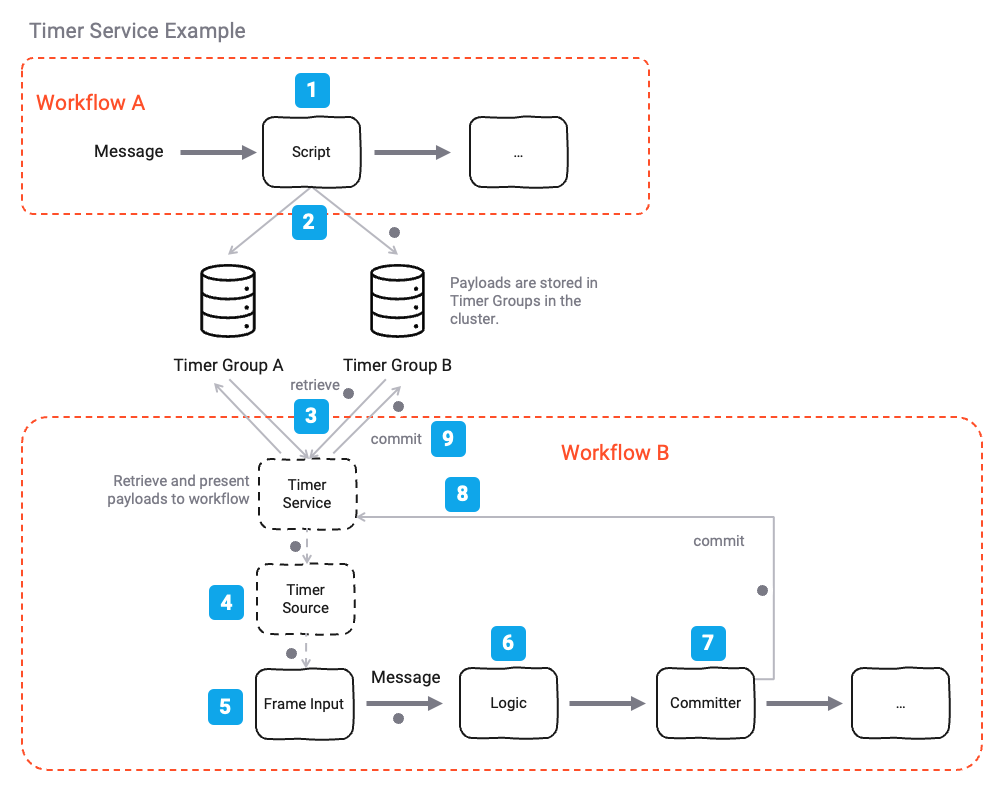 Timer Service Example
Workflow A
1
Message
Script
...
2
Payloads are stored in
Timer Groups in the
cluster.
Timer Group A
Timer Group B
retrieve
3
commit
9
Workflow B
Retrieve and present
payloads to workflow
Timer
Service
8
commit
4
Timer
Source
5
Frame Input
Message
6
Logic
7
Committer
...